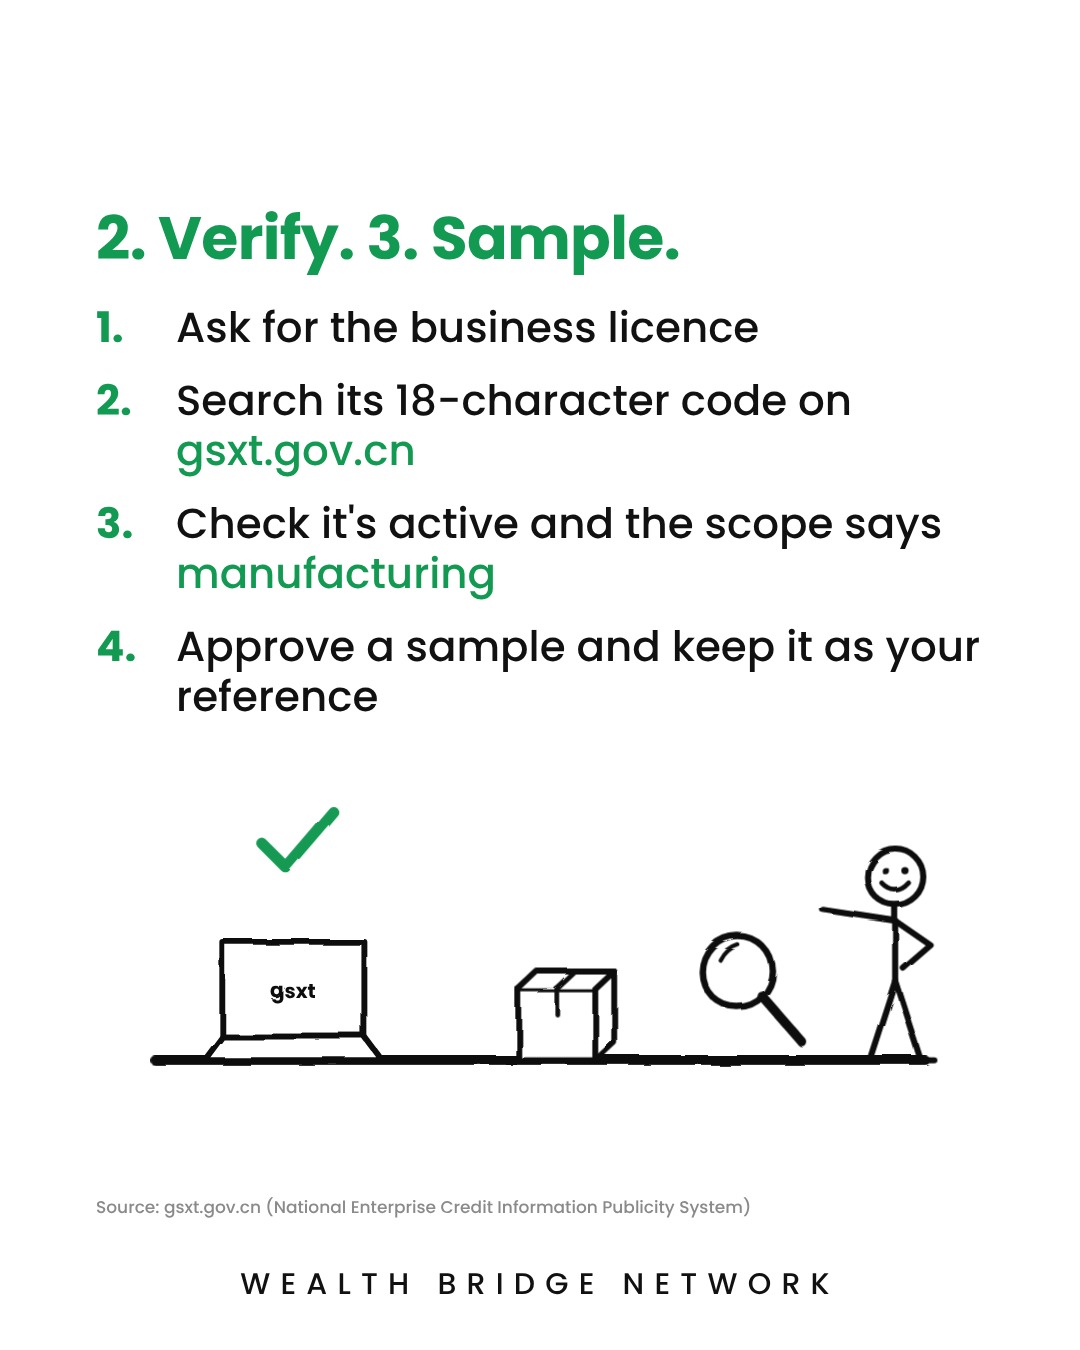 2. Verify. 3. Sample.
1. Ask for the business licence
2. Search its 18-character code on
gsxt.gov.cn
3. Check it's active and the scope says
manufacturing
4. Approve a sample and keep it as your
reference
gsxt
Source: gsxt.gov.cn (National Enterprise Credit Information Publicity System)
WEALTH BRIDGE NETWORK